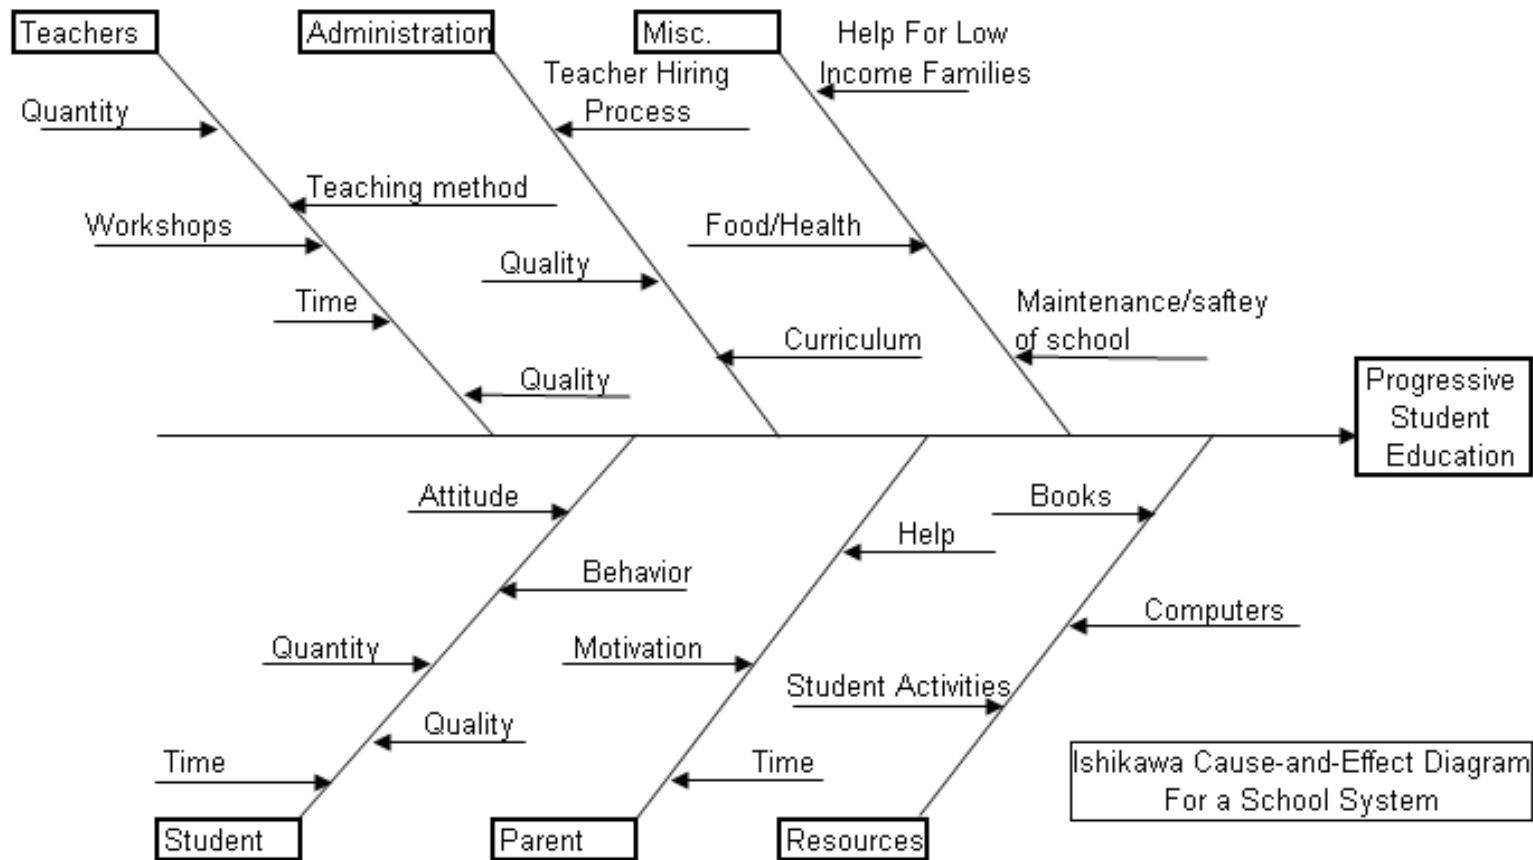 Teachers
Administration
Misc.
Help For Low
Income Families
Teacher Hiring
Process
Quantity
Teaching method
Workshops
Food/Health
Quality
Time
Maintenance/saftey
of school
Curriculum
Quality
Progressive
Student
Education
Attitude
Books
Help
Behavior
Computers
Quantity
Motivation
Student Activities
Quality
Time
Time
Ishikawa Cause-and-Effect Diagram
For a School System
Student
Parent
Resources